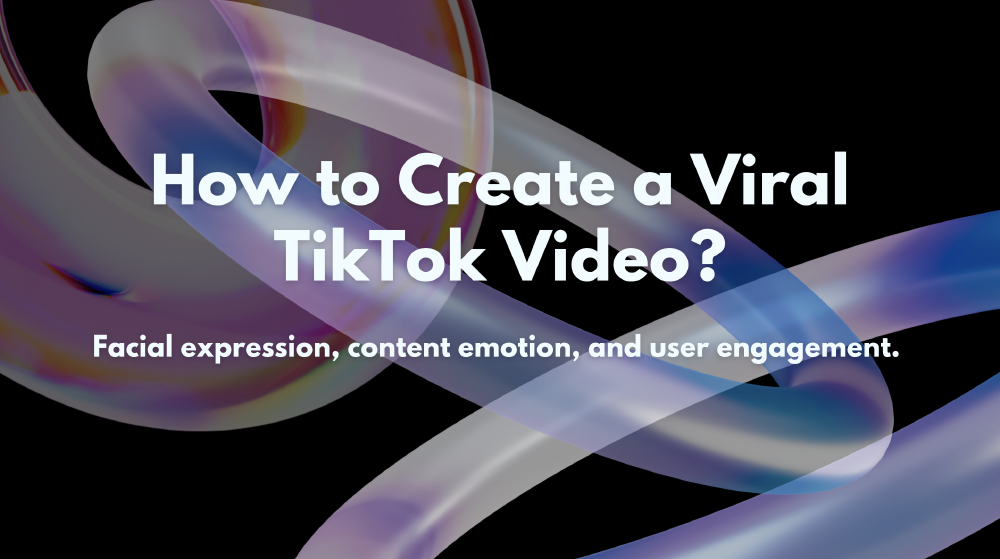 How to Create a Viral
TikTok Video?
Facial expression, content emotion, and user engagement.